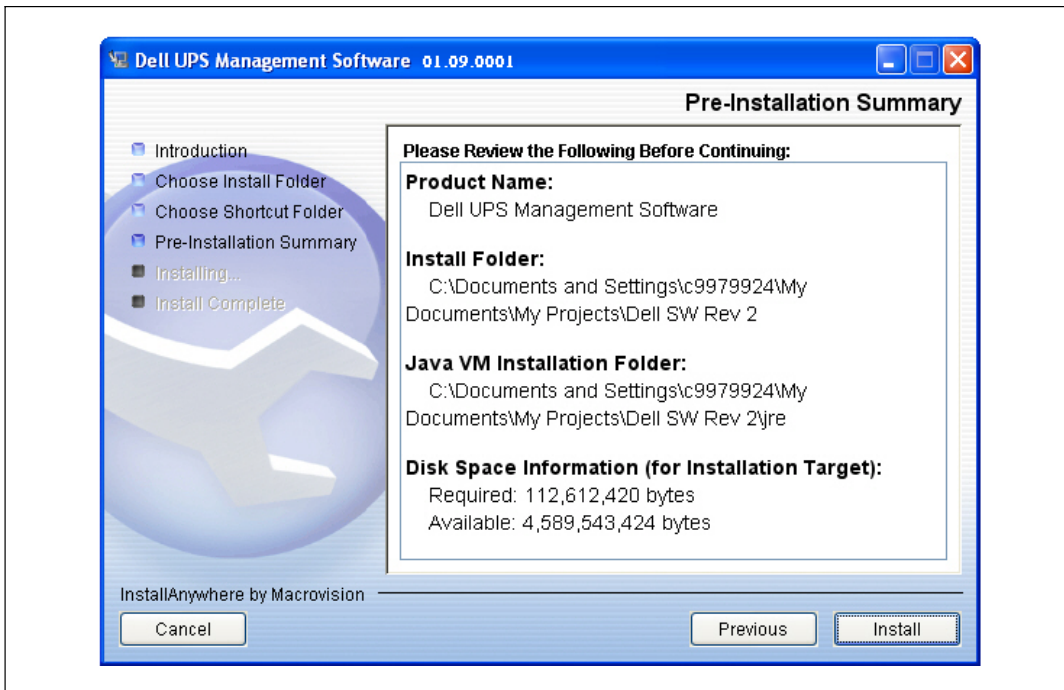 Dell UPS Management Software 01.09.0001
Pre-Installation Summary
Introduction
Choose Install Folder
Choose Shortcut Folder
Pre-Installation Summary
Installing...
Install Complete
Please Review the Following Before Continuing:
Product Name:
Dell UPS Management Software
Install Folder:
C:\Documents and Settings\c9979924\My
Documents\My Projects\Dell SW Rev 2
Java VM Installation Folder:
C:\Documents and Settings\c9979924\My
Documents\My Projects\Dell SW Rev 2\jre
Disk Space Information (for Installation Target):
Required: 112,612,420 bytes
Available: 4,589,543,424 bytes
InstallAnywhere by Macrovision
Cancel
Previous
Install